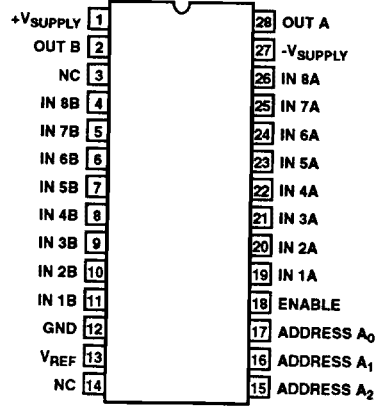 +VSUPPLY 1
OUT B 2
NC 3
IN 8B 4
IN 7B 5
IN 6B 6
IN 5B 7
IN 4B 8
IN 3B 9
IN 2B 10
IN 1B 11
GND 12
VREF 13
NC 14
28 OUT A
27 -VSUPPLY
26 IN 8A
25 IN 7A
24 IN 6A
23 IN 5A
22 IN 4A
21 IN 3A
20 IN 2A
19 IN 1A
18 ENABLE
17 ADDRESS A0
16 ADDRESS A1
15 ADDRESS A2